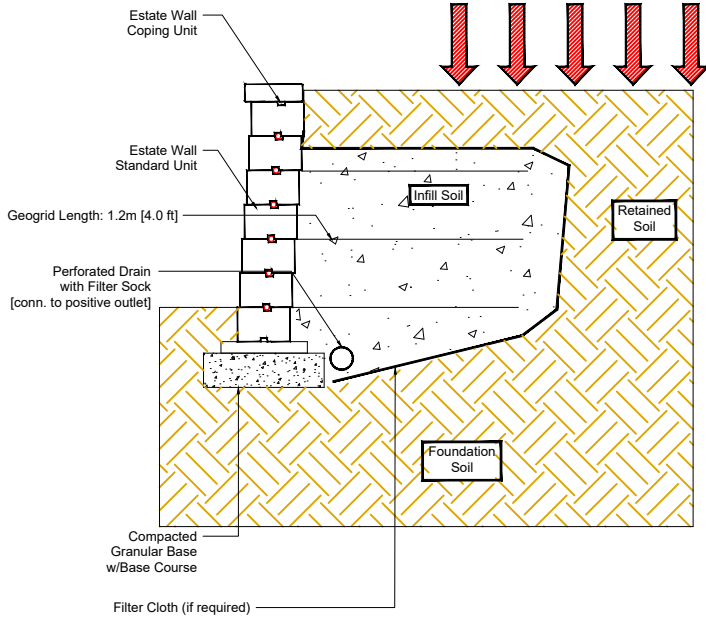 Estate Wall
Coping Unit
Estate Wall
Standard Unit
Infill Soil
Geogrid Length: 1.2m [4.0 ft]
Retained
Soil
Perforated Drain
with Filter Sock
[conn. to positive outlet]
Foundation
Soil
Compacted
Granular Base
w/Base Course
Filter Cloth (if required)